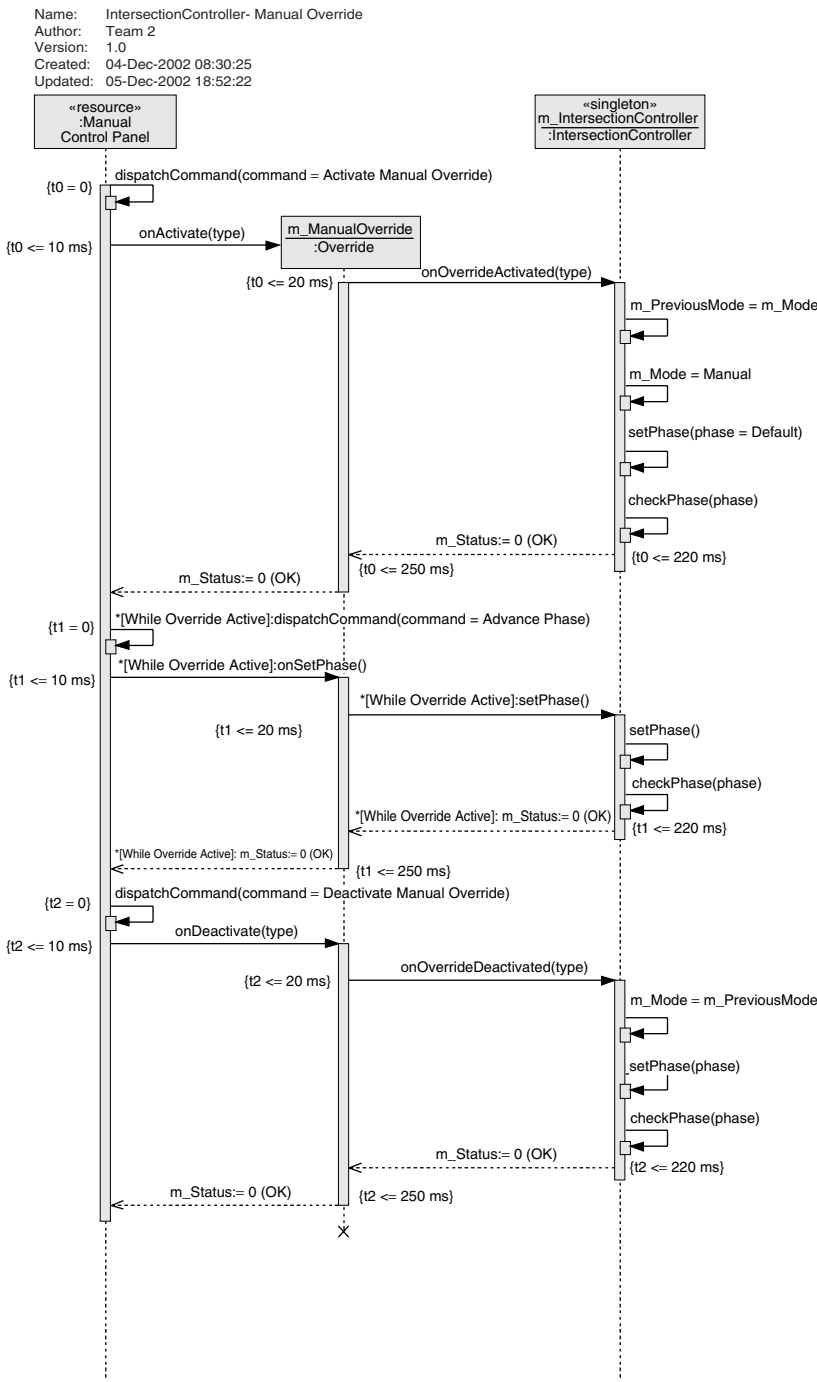 Name: IntersectionController- Manual Override
Author: Team 2
Version: 1.0
Created: 04-Dec-2002 08:30:25
Updated: 05-Dec-2002 18:52:22
«resource»
:Manual
Control Panel
«singleton»
m_IntersectionController
:IntersectionController
dispatchCommand(command = Activate Manual Override)
{t0 = 0}
onActivate(type)
{t0 <= 10 ms}
m_ManualOverride
:Override
{t0 <= 20 ms}
onOverrideActivated(type)
m_PreviousMode = m_Mode
m_Mode = Manual
setPhase(phase = Default)
checkPhase(phase)
m_Status:= 0 (OK)
{t0 <= 220 ms}
{t0 <= 250 ms}
m_Status:= 0 (OK)
*[While Override Active]:dispatchCommand(command = Advance Phase)
{t1 = 0}
*[While Override Active]:onSetPhase()
{t1 <= 10 ms}
*[While Override Active]:setPhase()
{t1 <= 20 ms}
setPhase()
checkPhase(phase)
*[While Override Active]: m_Status:= 0 (OK)
{t1 <= 220 ms}
*[While Override Active]: m_Status:= 0 (OK)
{t1 <= 250 ms}
dispatchCommand(command = Deactivate Manual Override)
{t2 = 0}
onDeactivate(type)
{t2 <= 10 ms}
onOverrideDeactivated(type)
{t2 <= 20 ms}
m_Mode = m_PreviousMode
setPhase(phase)
checkPhase(phase)
m_Status:= 0 (OK)
{t2 <= 220 ms}
m_Status:= 0 (OK)
{t2 <= 250 ms}